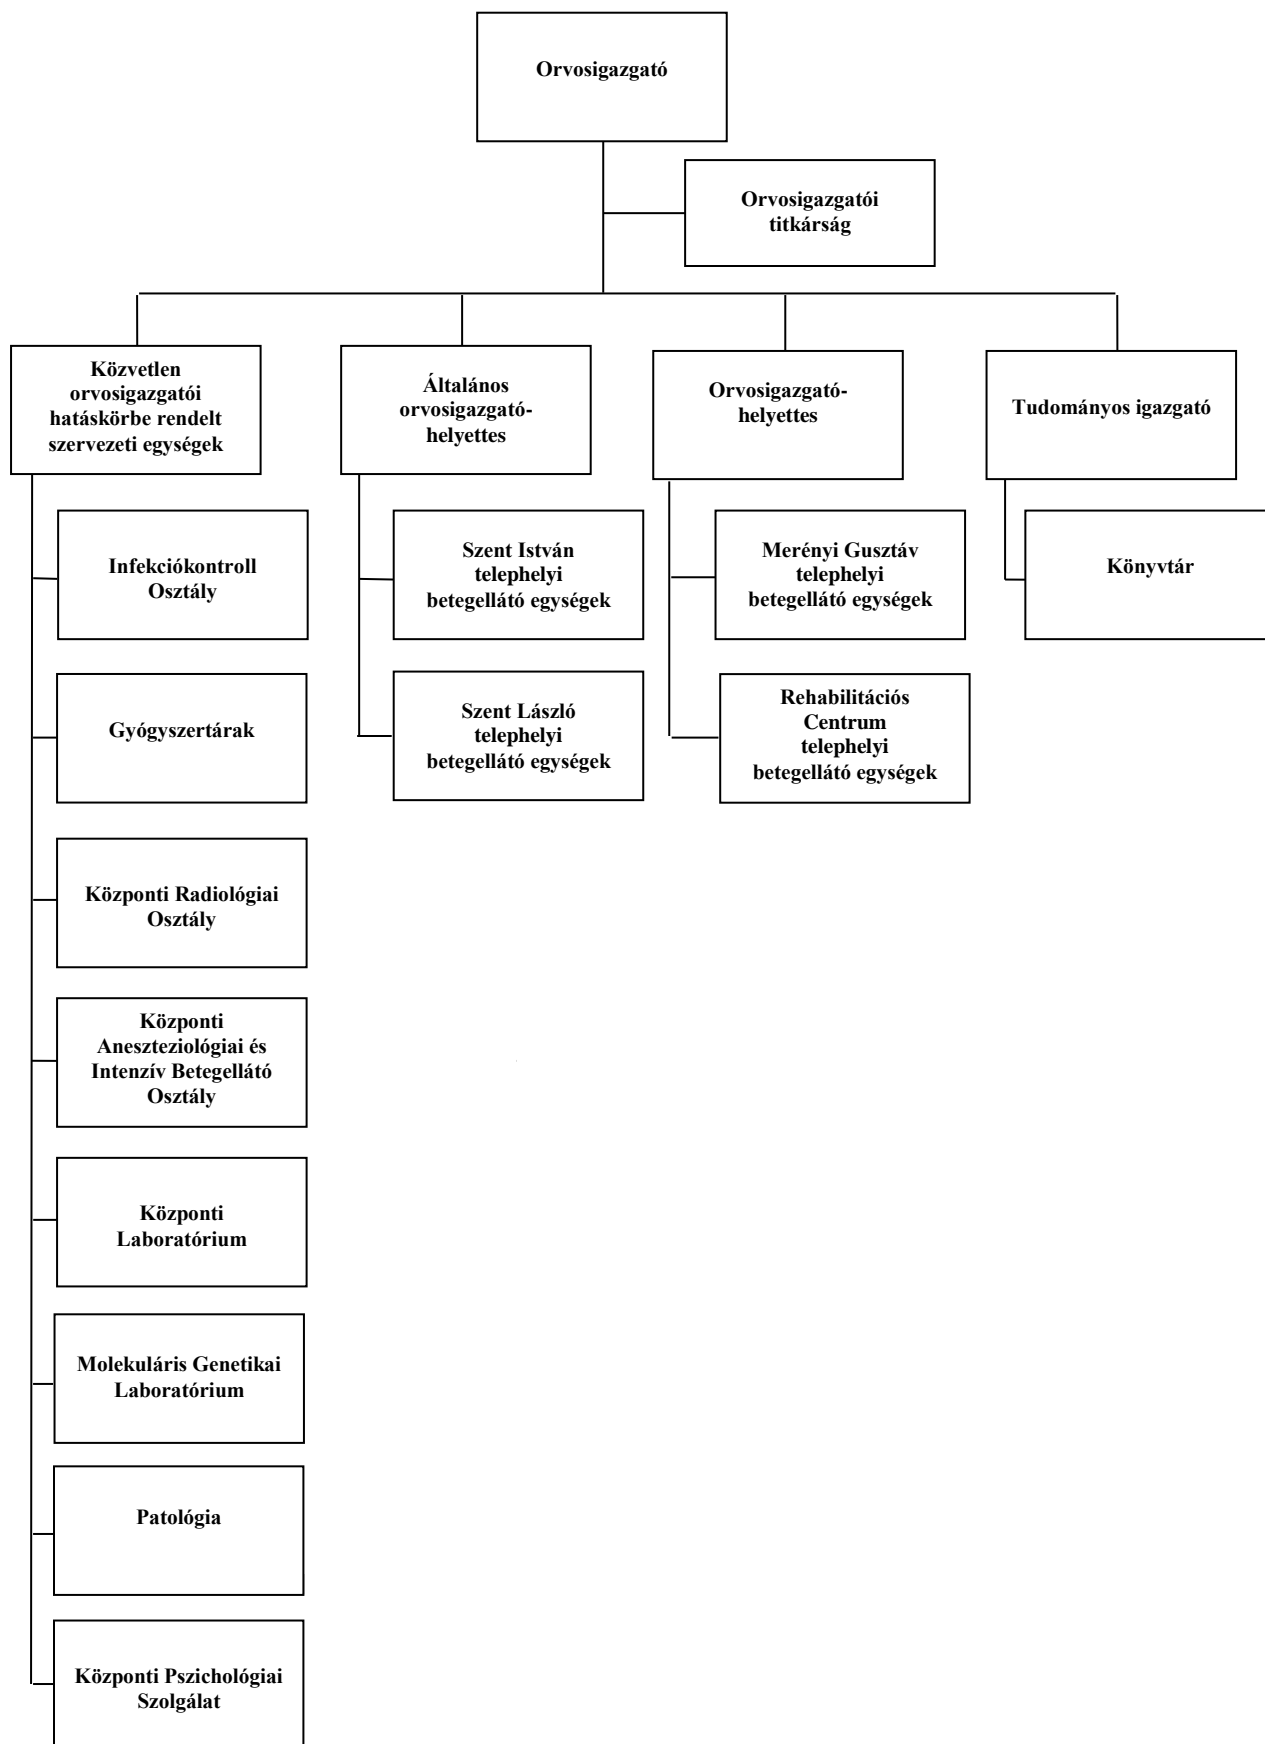 Orvosigazgató
Orvosigazgatói
titkárság
Közvetlen
orvosigazgatói
hatáskörbe rendelt
szervezeti egységek
Általános
orvosigazgató-
helyettes
Orvosigazgató-
helyettes
Tudományos igazgató
Infekciókontroll
Osztály
Szent István
telephelyi
betegellátó egységek
Merényi Gusztáv
telephelyi
betegellátó egységek
Könyvtár
Gyógyszertárak
Szent László
telephelyi
betegellátó egységek
Rehabilitációs
Centrum
telephelyi
betegellátó egységek
Központi Radiológiai
Osztály
Központi
Aneszteziológiai és
Intenzív Betegellátó
Osztály
Központi
Laboratórium
Molekuláris Genetikai
Laboratórium
Patológia
Központi Pszichológiai
Szolgálat